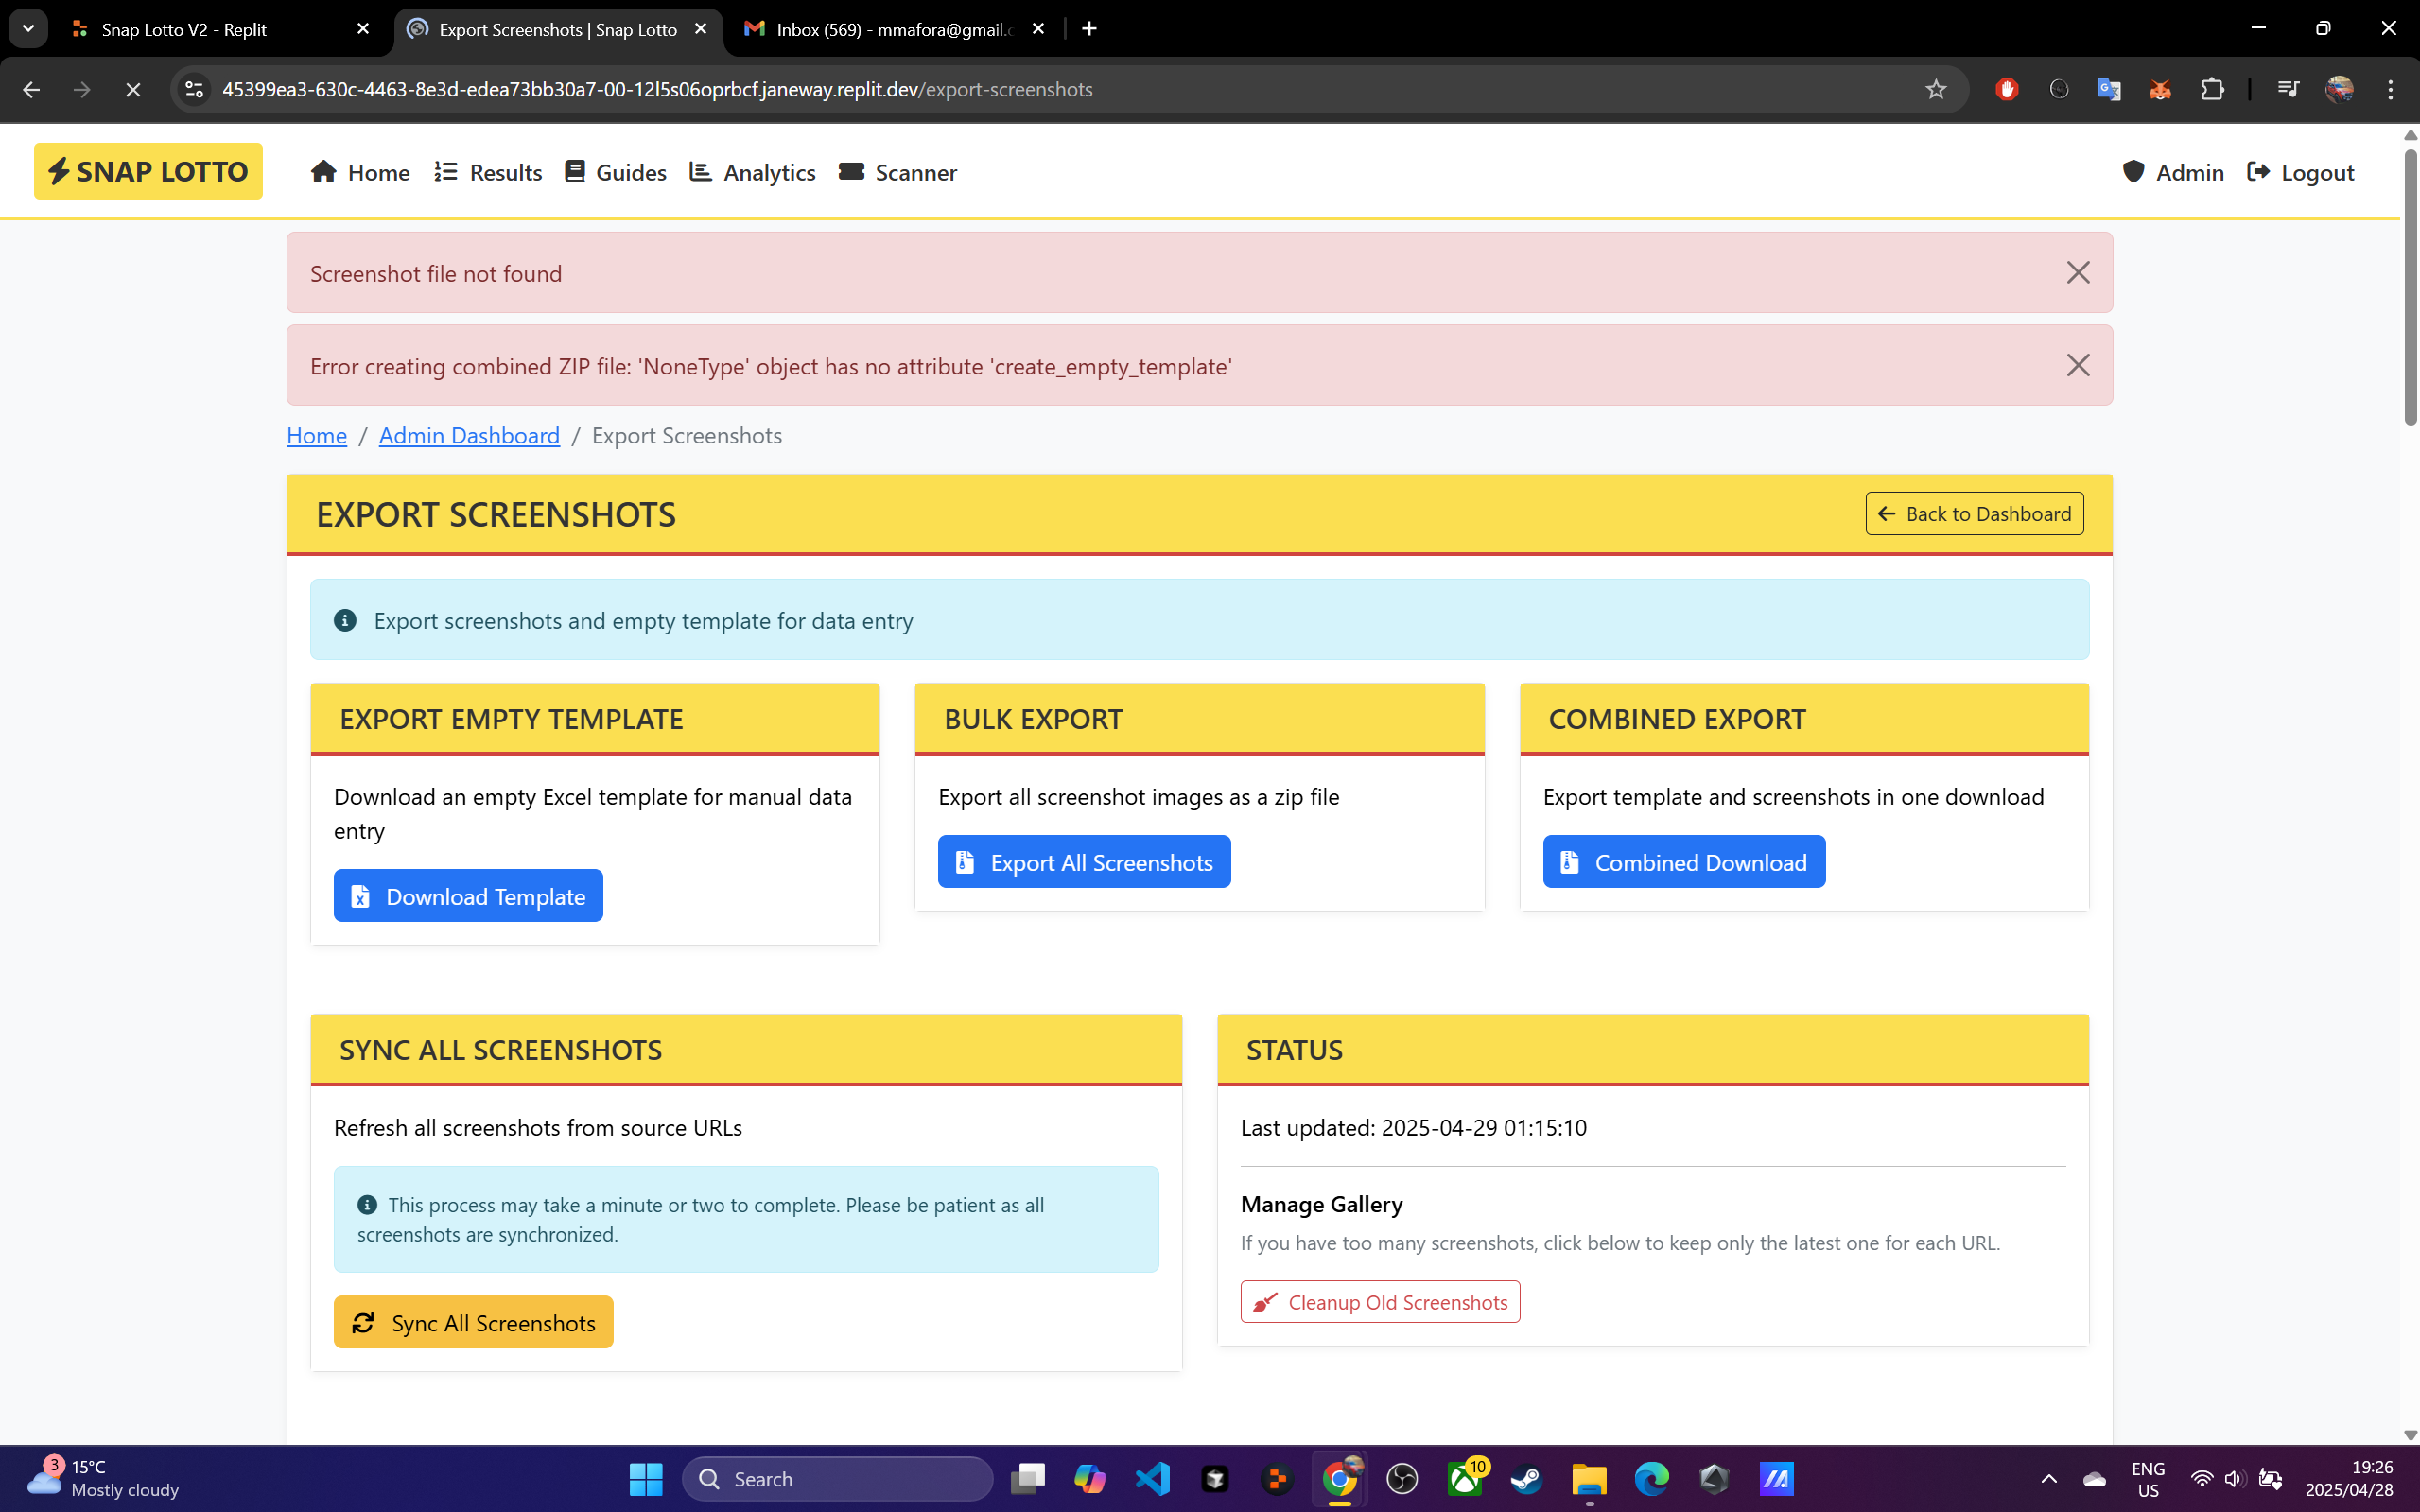 Snap Lotto V2 - Replit
Export Screenshots | Snap Lotto
Inbox (569) - mmafora@gmail.c
45399ea3-630c-4463-8e3d-edea73bb30a7-00-12l5s06oprbcf.janeway.replit.dev/export-screenshots
SNAP LOTTO
Home
Results
Guides
Analytics
Scanner
Admin
Logout
Screenshot file not found
Error creating combined ZIP file: 'NoneType' object has no attribute 'create_empty_template'
Home / Admin Dashboard / Export Screenshots
EXPORT SCREENSHOTS
Back to Dashboard
Export screenshots and empty template for data entry
EXPORT EMPTY TEMPLATE
Download an empty Excel template for manual data
entry
Download Template
BULK EXPORT
Export all screenshot images as a zip file
Export All Screenshots
COMBINED EXPORT
Export template and screenshots in one download
Combined Download
SYNC ALL SCREENSHOTS
Refresh all screenshots from source URLs
This process may take a minute or two to complete. Please be patient as all
screenshots are synchronized.
Sync All Screenshots
STATUS
Last updated: 2025-04-29 01:15:10
Manage Gallery
If you have too many screenshots, click below to keep only the latest one for each URL.
Cleanup Old Screenshots
3
15°C
Mostly cloudy
Search
10
ENG
US
19:26
2025/04/28